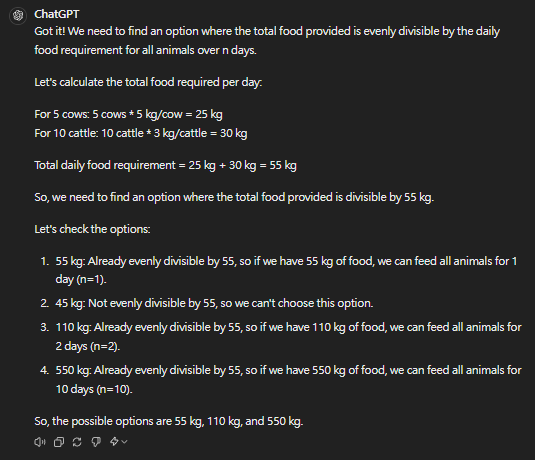 ChatGPT
Got it! We need to find an option where the total food provided is evenly divisible by the daily
food requirement for all animals over n days.
Let's calculate the total food required per day:
For 5 cows: 5 cows * 5 kg/cow = 25 kg
For 10 cattle: 10 cattle * 3 kg/cattle = 30 kg
Total daily food requirement = 25 kg + 30 kg = 55 kg
So, we need to find an option where the total food provided is divisible by 55 kg.
Let's check the options:
1. 55 kg: Already evenly divisible by 55, so if we have 55 kg of food, we can feed all animals for 1
day (n=1).
2. 45 kg: Not evenly divisible by 55, so we can't choose this option.
3. 110 kg: Already evenly divisible by 55, so if we have 110 kg of food, we can feed all animals for
2 days (n=2).
4. 550 kg: Already evenly divisible by 55, so if we have 550 kg of food, we can feed all animals for
10 days (n=10).
So, the possible options are 55 kg, 110 kg, and 550 kg.